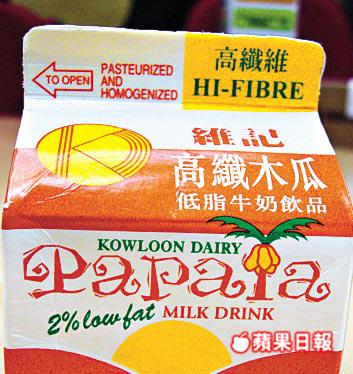 TO OPEN
PASTEURIZED
AND
HOMOGENIZED
高纖維
HI-FIBRE
維記
高纖木瓜
低脂牛奶飲品
KOWLOON DAIRY
Papaia
2% low fat MILK DRINK
蘋果日報